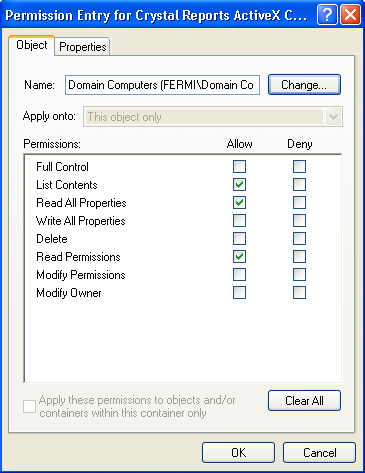 Permission Entry for Crystal Reports ActiveX C...
Object Properties
Name: Domain Computers (FERMI\Domain Co Change...
Apply onto: This object only
Permissions: Allow Deny
Full Control
List Contents
Read All Properties
Write All Properties
Delete
Read Permissions
Modify Permissions
Modify Owner
Apply these permissions to objects and/or
containers within this container only
Clear All
OK Cancel